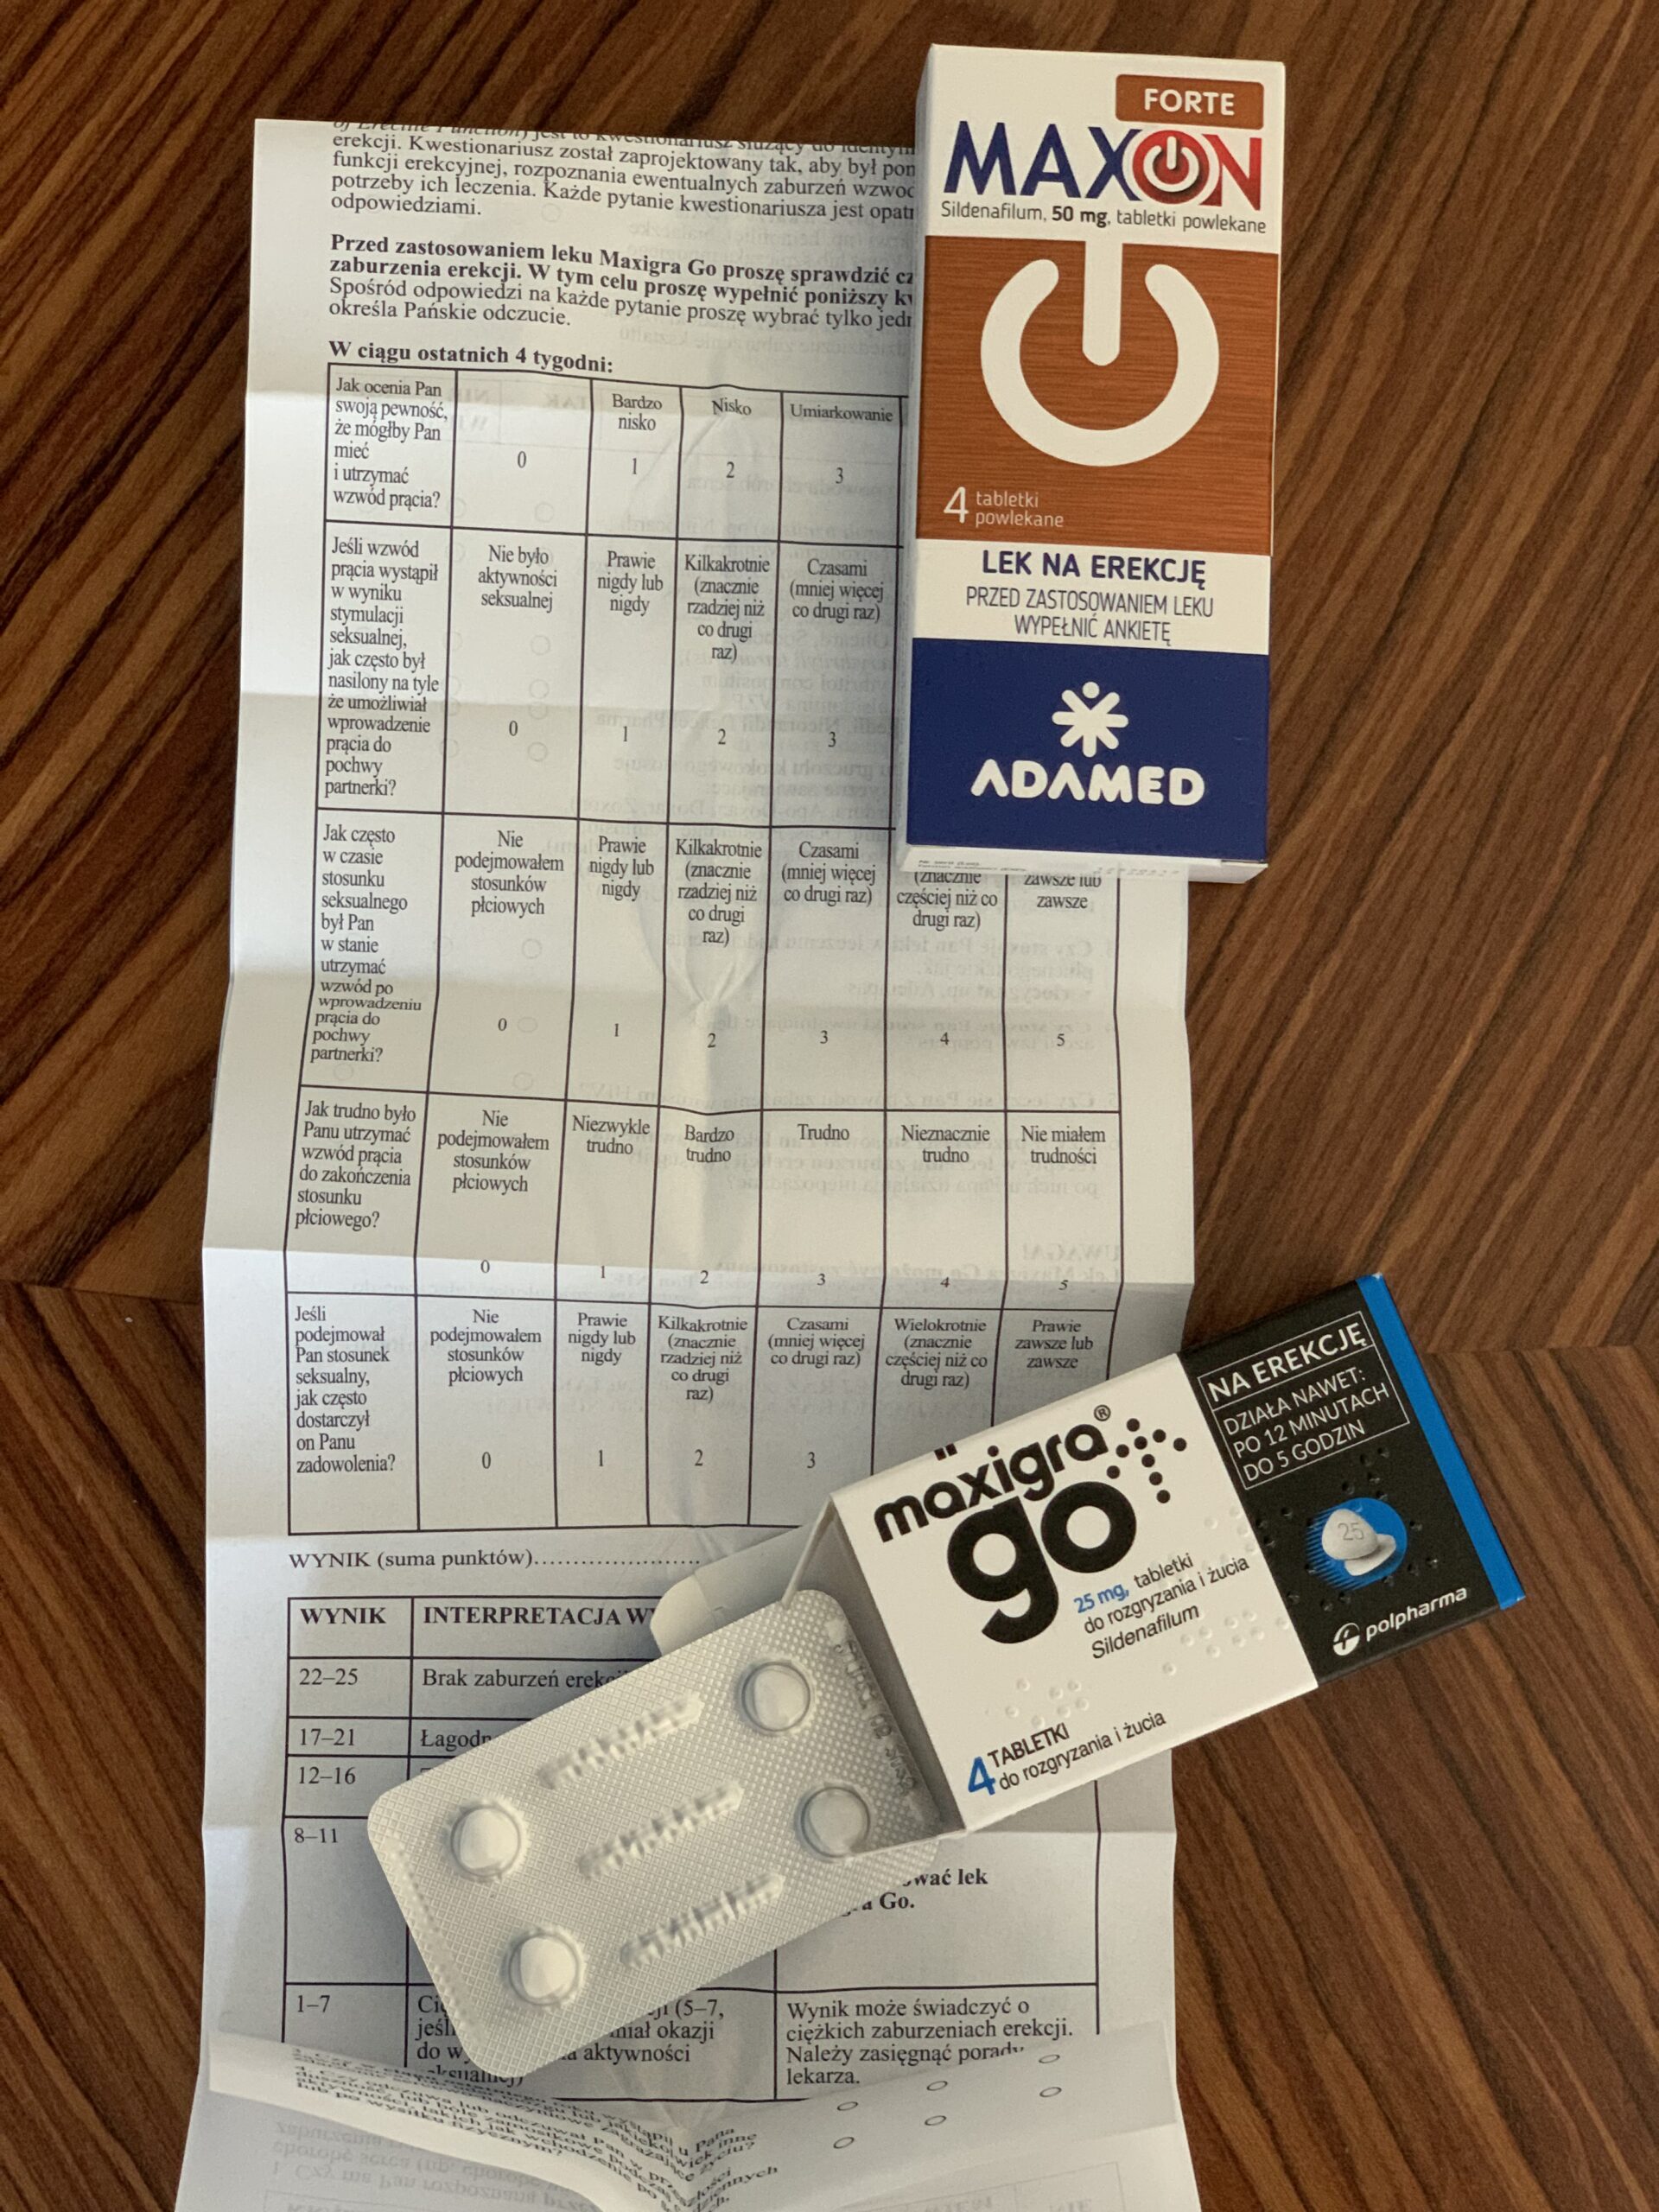 of Erectile Function) jest to kwestionariusz służący do
erekcji. Kwestionariusz został zaprojektowany tak, aby był
funkcji erekcyjnej, rozpoznania ewentualnych zaburzeń
potrzeby ich leczenia. Każde pytanie kwestionariusza jest
odpowiedziami.
Przed zastosowaniem leku Maxigra Go proszę sprawdzić
zaburzenia erekcji. W tym celu proszę wypełnić poniższy
Spośród odpowiedzi na każde pytanie proszę wybrać tylko
określa Pańskie odczucie.
W ciągu ostatnich 4 tygodni:
Jak ocenia Pan
swoją pewność,
że mógłby Pan
mieć
i utrzymać
wzwód prącia?
0
Bardzo
nisko
1
Nisko
2
Umiarkowanie
3
Jeśli wzwód
prącia wystąpił
w wyniku
stymulacji
seksualnej,
jak często był
nasilony na tyle
że umożliwiał
wprowadzenie
prącia do
pochwy
partnerki?
Nie było
aktywności
seksualnej
0
Prawie
nigdy lub
nigdy
1
Kilkakrotnie
(znacznie
rzadziej niż
co drugi
raz)
2
Czasami
(mniej więcej
co drugi raz)
3
Jak często
w czasie
stosunku
seksualnego
był Pan
w stanie
utrzymać
wzwód po
wprowadzeniu
prącia do
pochwy
partnerki?
Nie
podejmowałem
stosunków
płciowych
0
Prawie
nigdy lub
nigdy
1
Kilkakrotnie
(znacznie
rzadziej niż
co drugi
raz)
2
Czasami
(mniej więcej
co drugi raz)
3
(znacznie
częściej niż co
drugi raz)
4
zawsze lub
zawsze
5
Jak trudno było
Panu utrzymać
wzwód prącia
do zakończenia
stosunku
płciowego?
Nie
podejmowałem
stosunków
płciowych
0
Niezwykle
trudno
1
Bardzo
trudno
2
Trudno
3
Nieznacznie
trudno
4
Nie miałem
trudności
5
Jeśli
podejmował
Pan stosunek
seksualny,
jak często
dostarczył
on Panu
zadowolenia?
Nie
podejmowałem
stosunków
płciowych
0
Prawie
nigdy lub
nigdy
1
Kilkakrotnie
(znacznie
rzadziej niż
co drugi
raz)
2
Czasami
(mniej więcej
co drugi raz)
3
Wielokrotnie
(znacznie
częściej niż co
drugi raz)
Prawie
zawsze lub
zawsze
WYNIK (suma punktów)........................
WYNIK
INTERPRETACJA
22–25
Brak zaburzeń
17–21
12–16
8–11
lek
Go.
1–7
(5–7,
okazji
do
aktywności
Wynik może świadczyć o
ciężkich zaburzeniach erekcji.
Należy zasięgnąć porady
lekarza.
FORTE
MAXON
Sildenafilum, 50 mg, tabletki powlekane
4 tabletki
powlekane
LEK NA EREKCJĘ
PRZED ZASTOSOWANIEM LEKU
WYPEŁNIĆ ANKIETĘ
ADAMED
maxigra®
go
25 mg, tabletki
do rozgryzania i żucia
Sildenafilum
4 TABLETKI
do rozgryzania i żucia
NA EREKCJĘ
DZIAŁA NAWET:
PO 12 MINUTACH
DO 5 GODZIN
25
polpharma